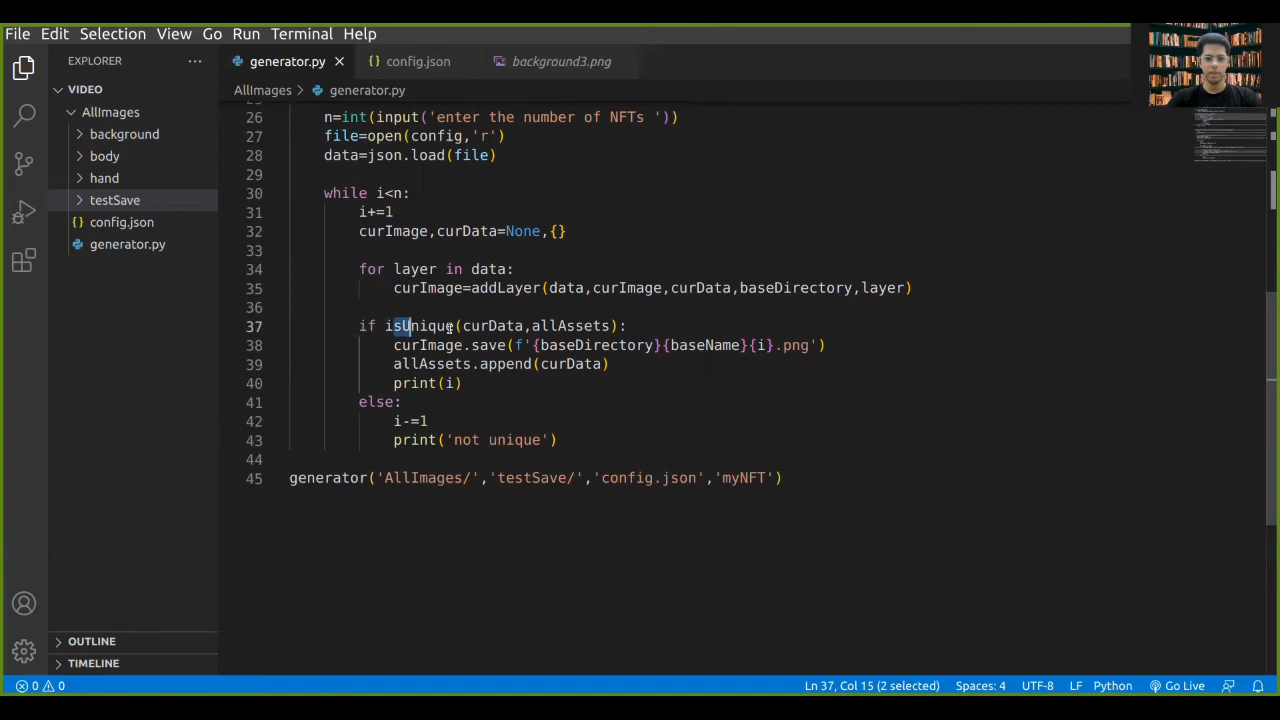 File Edit Selection View Go Run Terminal Help
EXPLORER ···
generator.py × {} config.json background3.png
VIDEO
AllImages > generator.py
AllImages
background
body
hand
testSave
{} config.json
generator.py
26 n=int(input('enter the number of NFTs '))
27 file=open(config,'r')
28 data=json.load(file)
29
30 while i<n:
31 i+=1
32 curImage,curData=None,{}
33
34 for layer in data:
35 curImage=addLayer(data,curImage,curData,baseDirectory,layer)
36
37 if isUnique(curData,allAssets):
38 curImage.save(f'{baseDirectory}{baseName}{i}.png')
39 allAssets.append(curData)
40 print(i)
41 else:
42 i-=1
43 print('not unique')
44
45 generator('AllImages/','testSave/','config.json','myNFT')
OUTLINE
TIMELINE
0 0 Ln 37, Col 15 (2 selected) Spaces: 4 UTF-8 LF Python Go Live